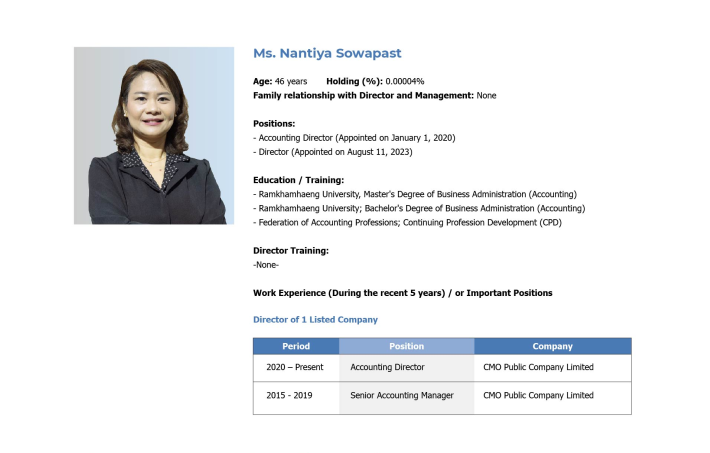 Ms. Nantiya Sowapast
Age: 46 years Holding (%): 0.00004%
Family relationship with Director and Management: None
Positions:
- Accounting Director (Appointed on January 1, 2020)
- Director (Appointed on August 11, 2023)
Education / Training:
- Ramkhamhaeng University, Master's Degree of Business Administration (Accounting)
- Ramkhamhaeng University; Bachelor's Degree of Business Administration (Accounting)
- Federation of Accounting Professions; Continuing Profession Development (CPD)
Director Training:
-None-
Work Experience (During the recent 5 years) / or Important Positions
Director of 1 Listed Company
Period Position Company
2020 – Present Accounting Director CMO Public Company Limited
2015 - 2019 Senior Accounting Manager CMO Public Company Limited